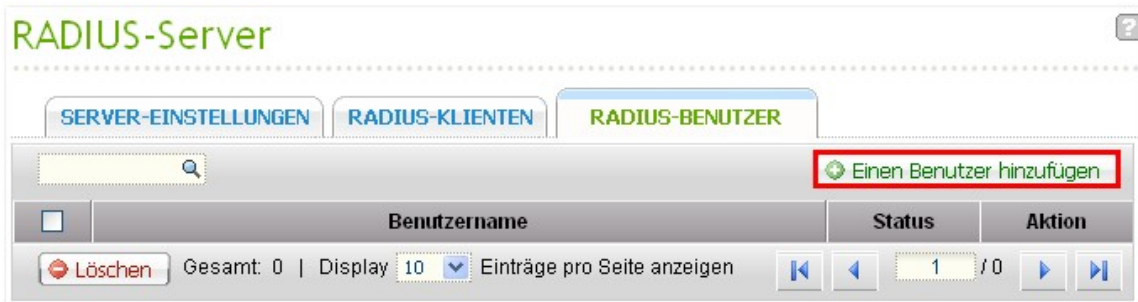 RADIUS-Server
?
SERVER-EINSTELLUNGEN RADIUS-KLIENTEN RADIUS-BENUTZER
Einen Benutzer hinzufügen
Benutzername Status Aktion
Löschen Gesamt: 0 | Display 10 Einträge pro Seite anzeigen 1 / 0